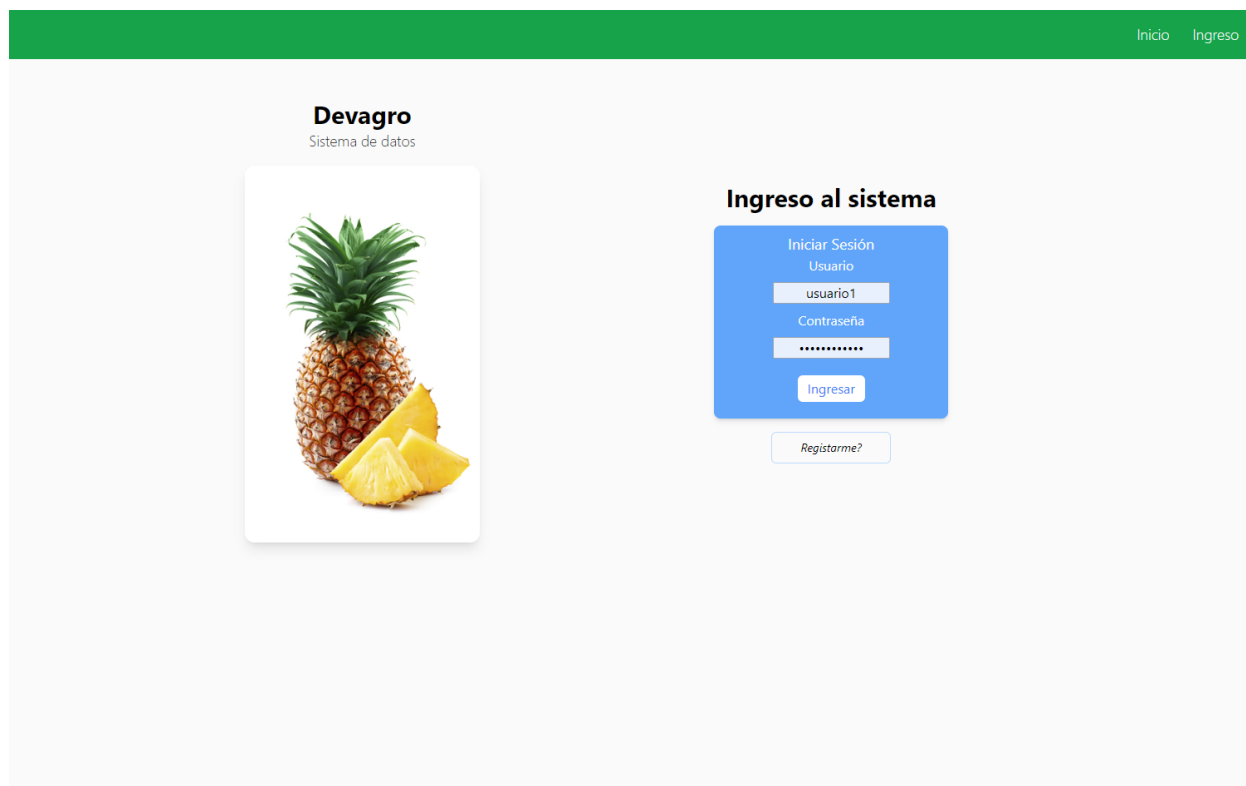 Inicio Ingreso
Devagro
Sistema de datos
Ingreso al sistema
Iniciar Sesión
Usuario
usuario1
Contraseña
••••••••••••
Ingresar
Registarme?